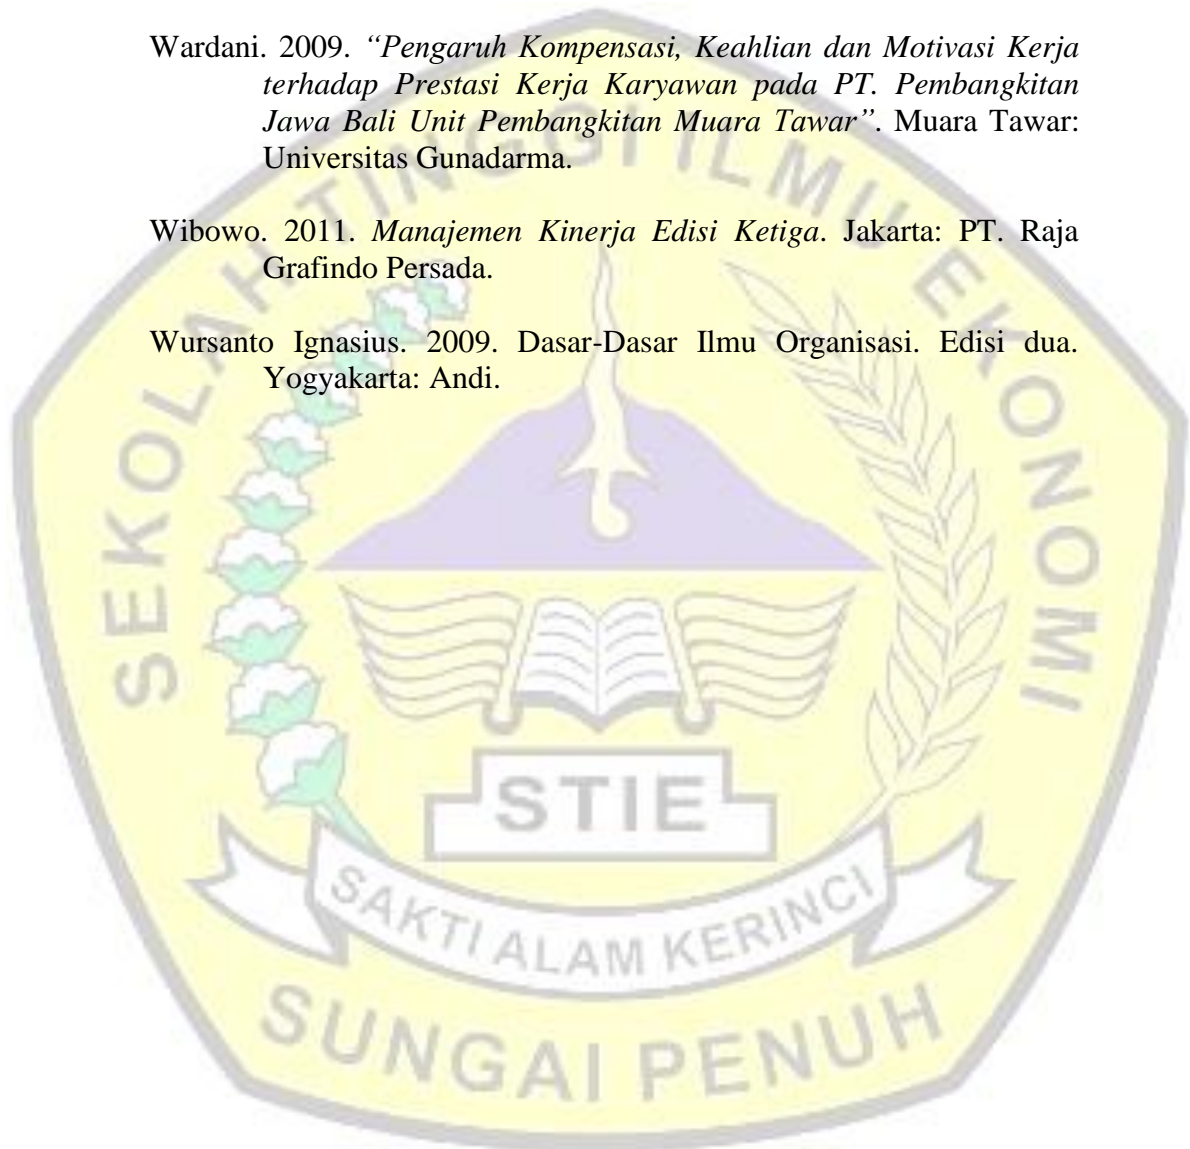 Wardani. 2009. “Pengaruh Kompensasi, Keahlian dan Motivasi Kerja
terhadap Prestasi Kerja Karyawan pada PT. Pembangkitan
Jawa Bali Unit Pembangkitan Muara Tawar”. Muara Tawar:
Universitas Gunadarma.
Wibowo. 2011. Manajemen Kinerja Edisi Ketiga. Jakarta: PT. Raja
Grafindo Persada.
Wursanto Ignasius. 2009. Dasar-Dasar Ilmu Organisasi. Edisi dua.
Yogyakarta: Andi.
SEKOLAH TINGGI ILMU EKONOMI
STIE
SAKTI ALAM KERINCI
SUNGAI PENUH